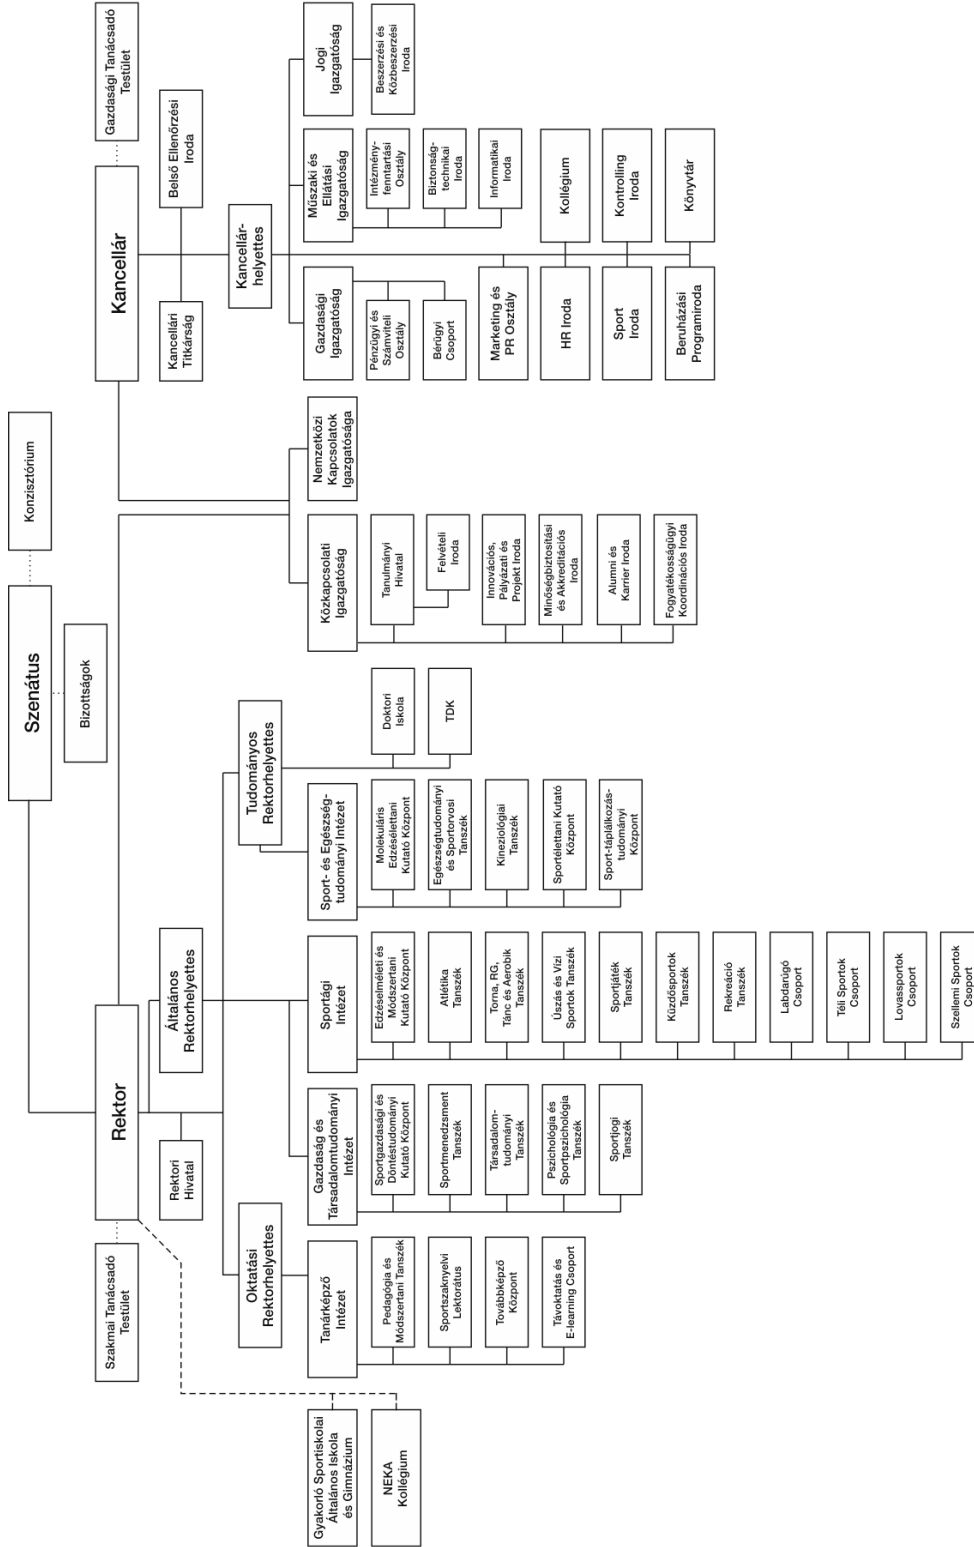 Szenátus
Konzisztórium
Bizottságok
Rektor
Szakmai Tanácsadó
Testület
Kancellár
Gazdasági Tanácsadó
Testület
Rektori
Hivatal
Általános
Rektorhelyettes
Kancellári
Titkárság
Belső Ellenőrzési
Iroda
Oktatási
Rektorhelyettes
Tudományos
Rektorhelyettes
Kancellár-
helyettes
Gyakorló Sportiskolai
Általános Iskola
és Gimnázium
NEKA
Kollégium
Tanárképző
Intézet
Pedagógia és
Módszertani Tanszék
Sportszaknyelvi
Lektorátus
Továbbképző
Központ
Távoktatás és
E-learning Csoport
Gazdaság és
Társadalomtudományi
Intézet
Sportgazdasági és
Döntéstudományi
Kutató Központ
Sportmenedzsment
Tanszék
Társadalom-
tudományi
Tanszék
Pszichológia és
Sportpszichológia
Tanszék
Sportjogi
Tanszék
Sportági
Intézet
Edzéselméleti és
Módszertani
Kutató Központ
Atlétika
Tanszék
Torna, RG,
Tánc és Aerobik
Tanszék
Úszás és Vízi
Sportok Tanszék
Sportjáték
Tanszék
Küzdősportok
Tanszék
Rekreáció
Tanszék
Labdarúgó
Csoport
Téli Sportok
Csoport
Lovassportok
Csoport
Szellemi Sportok
Csoport
Sport- és Egészség-
tudományi Intézet
Molekuláris
Edzésélettani
Kutató Központ
Egészségtudományi
és Sportorvosi
Tanszék
Kineziológiai
Tanszék
Sportélettani Kutató
Központ
Sport-táplálkozás-
tudományi
Központ
Doktori
Iskola
TDK
Közkapcsolati
Igazgatóság
Tanulmányi
Hivatal
Felvételi
Iroda
Innovációs,
Pályázati és
Projekt Iroda
Minőségbiztosítási
és Akkreditációs
Iroda
Alumni és
Karrier Iroda
Fogyatékosságügyi
Koordinációs Iroda
Nemzetközi
Kapcsolatok
Igazgatósága
Gazdasági
Igazgatóság
Pénzügyi és
Számviteli
Osztály
Bérügyi
Csoport
Műszaki és
Ellátási
Igazgatóság
Intézmény-
fenntartási
Osztály
Biztonság-
technikai
Iroda
Informatikai
Iroda
Jogi
Igazgatóság
Beszerzési és
Közbeszerzési
Iroda
Marketing és
PR Osztály
HR Iroda
Kollégium
Sport
Iroda
Kontrolling
Iroda
Beruházási
Programiroda
Könyvtár